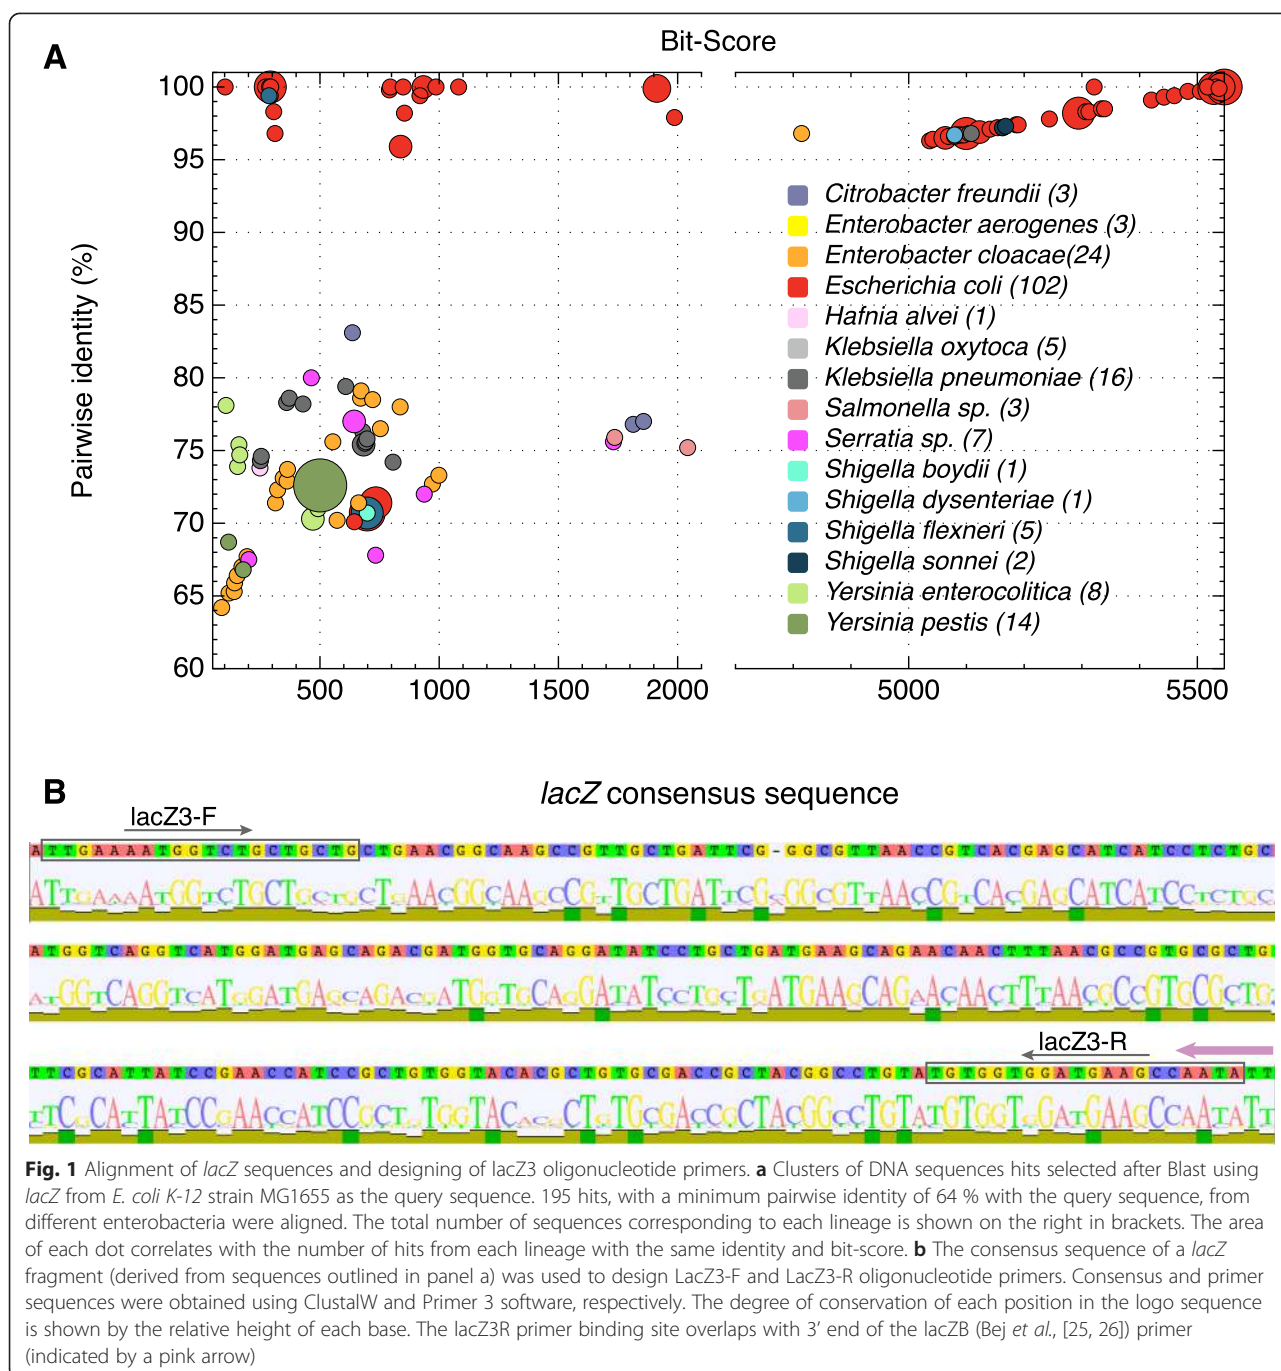 A
Bit-Score
Pairwise identity (%)
100
95
90
85
80
75
70
65
60
500
1000
1500
2000
5000
5500
Citrobacter freundii (3)
Enterobacter aerogenes (3)
Enterobacter cloacae(24)
Escherichia coli (102)
Hafnia alvei (1)
Klebsiella oxytoca (5)
Klebsiella pneumoniae (16)
Salmonella sp. (3)
Serratia sp. (7)
Shigella boydii (1)
Shigella dysenteriae (1)
Shigella flexneri (5)
Shigella sonnei (2)
Yersinia enterocolitica (8)
Yersinia pestis (14)
B
lacZ consensus sequence
lacZ3-F
ATTGAAAATGGTCTGCTGCTGCTGAACGGCAAGCCGTTGCTGATTCG-GGCGTTAACCGTCACGAGCATCATCCTCTGC
ATGGTCAGGTCATGGATGAGCAGACGATGGTGCAGGATATCCTGCTGATGAAGCAGAACAACTTTAACGCCGTGCGCTG
lacZ3-R
TTCGCATTATCCGAACCATCCGCTGTGGTACACGCTGTGCGACCGCTACGGCCTGTATGTGGTGGATGAAGCCAATATT
Fig. 1 Alignment of lacZ sequences and designing of lacZ3 oligonucleotide primers. a Clusters of DNA sequences hits selected after Blast using
lacZ from E. coli K-12 strain MG1655 as the query sequence. 195 hits, with a minimum pairwise identity of 64 % with the query sequence, from
different enterobacteria were aligned. The total number of sequences corresponding to each lineage is shown on the right in brackets. The area
of each dot correlates with the number of hits from each lineage with the same identity and bit-score. b The consensus sequence of a lacZ
fragment (derived from sequences outlined in panel a) was used to design LacZ3-F and LacZ3-R oligonucleotide primers. Consensus and primer
sequences were obtained using ClustalW and Primer 3 software, respectively. The degree of conservation of each position in the logo sequence
is shown by the relative height of each base. The lacZ3R primer binding site overlaps with 3’ end of the lacZB (Bej et al., [25, 26]) primer
(indicated by a pink arrow)